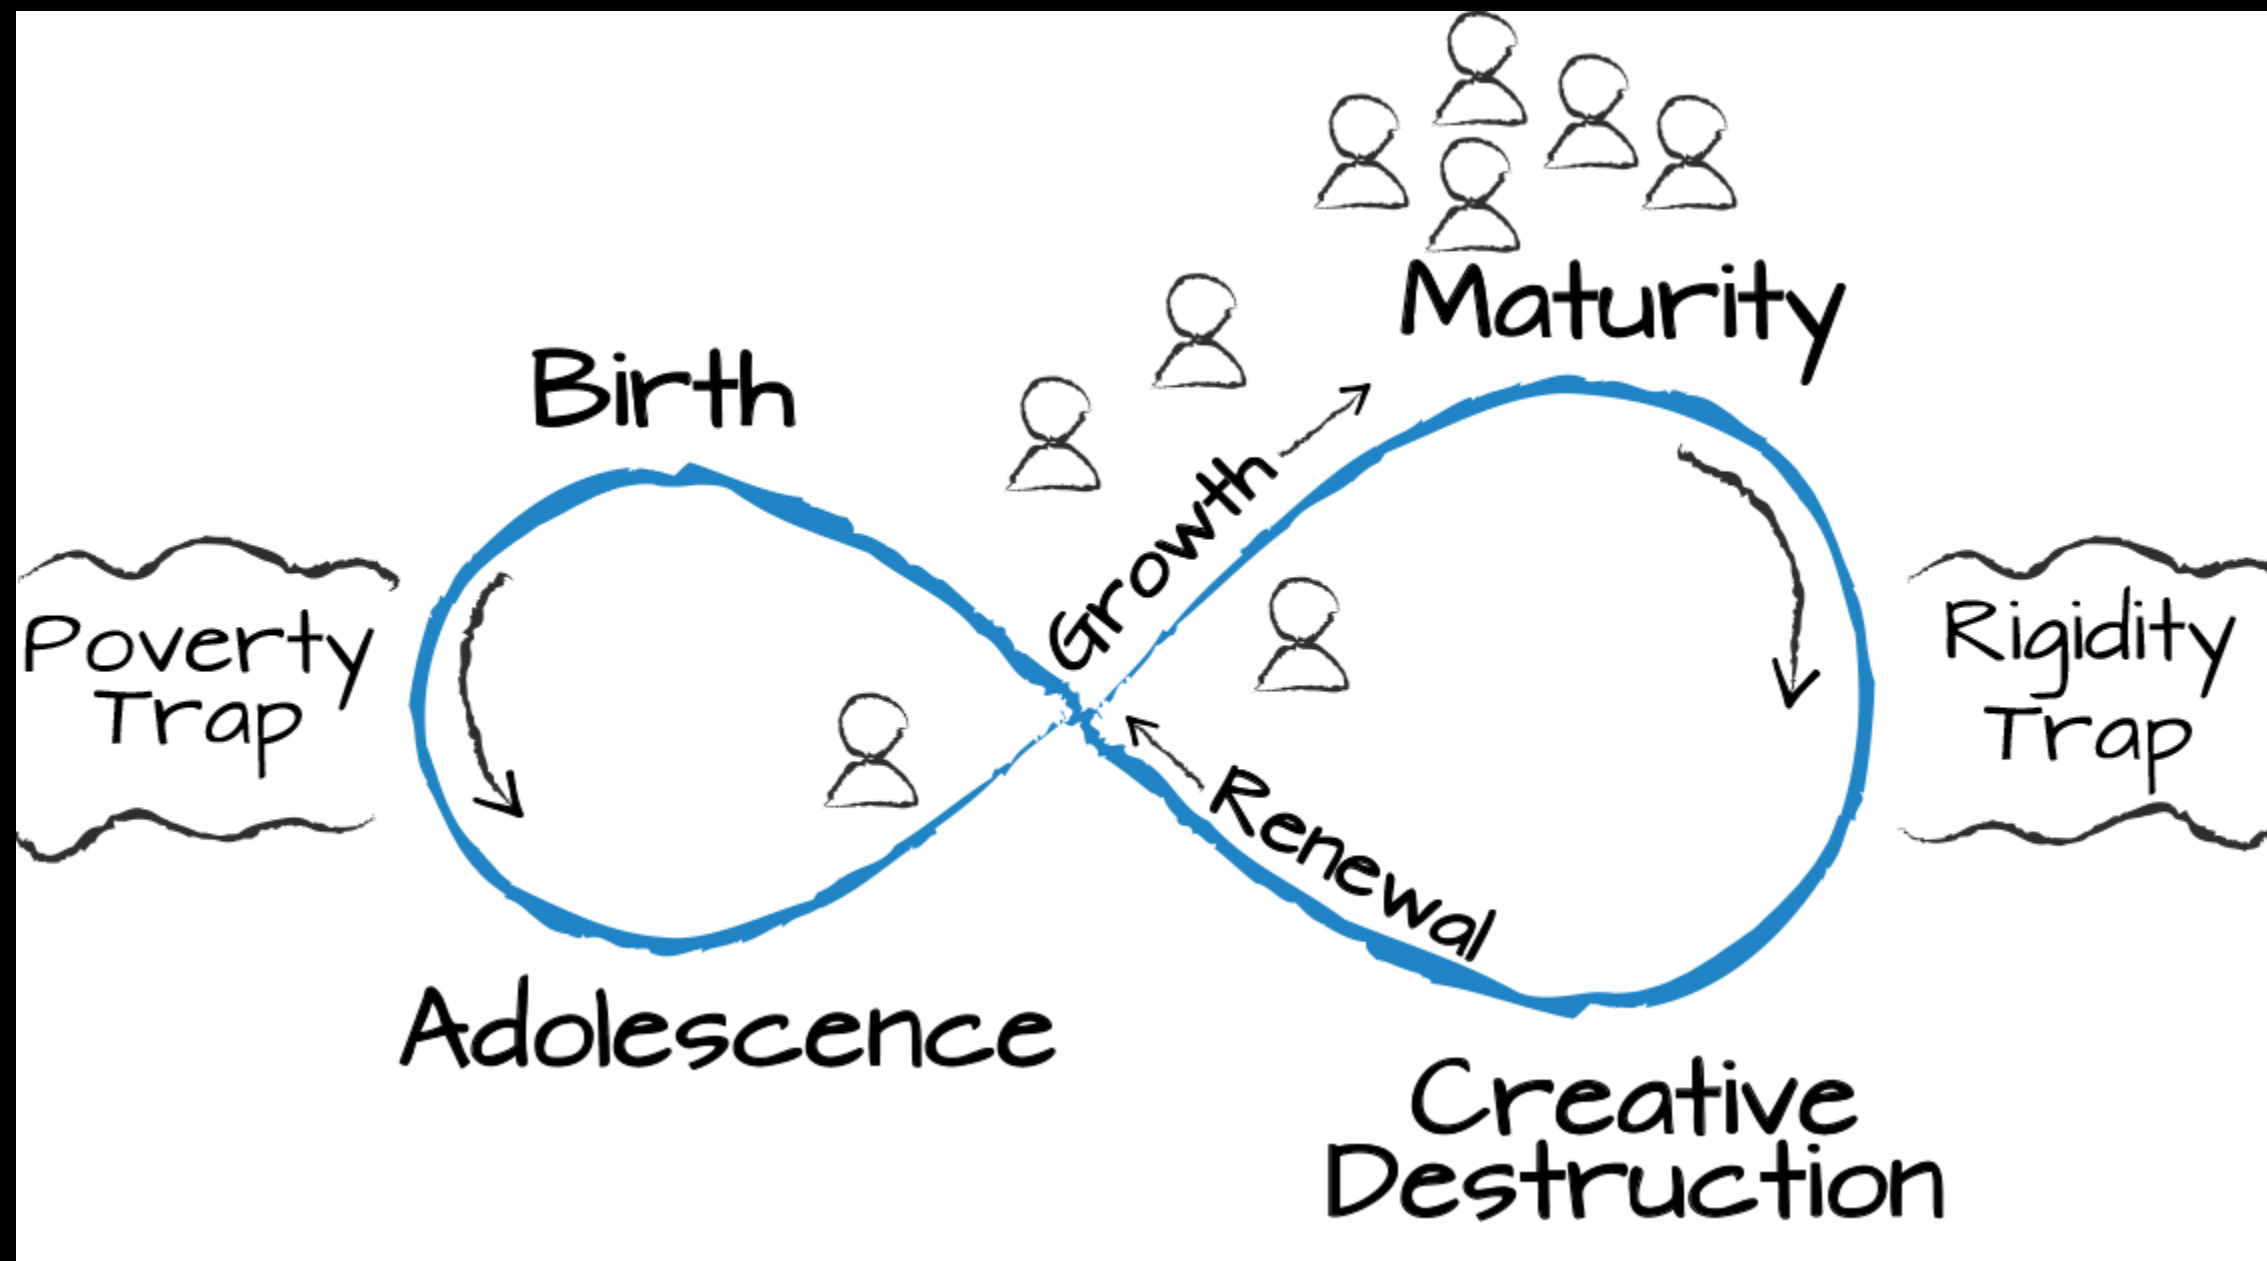 Maturity
Birth
Growth
Poverty
Trap
Rigidity
Trap
Renewal
Adolescence
Creative
Destruction